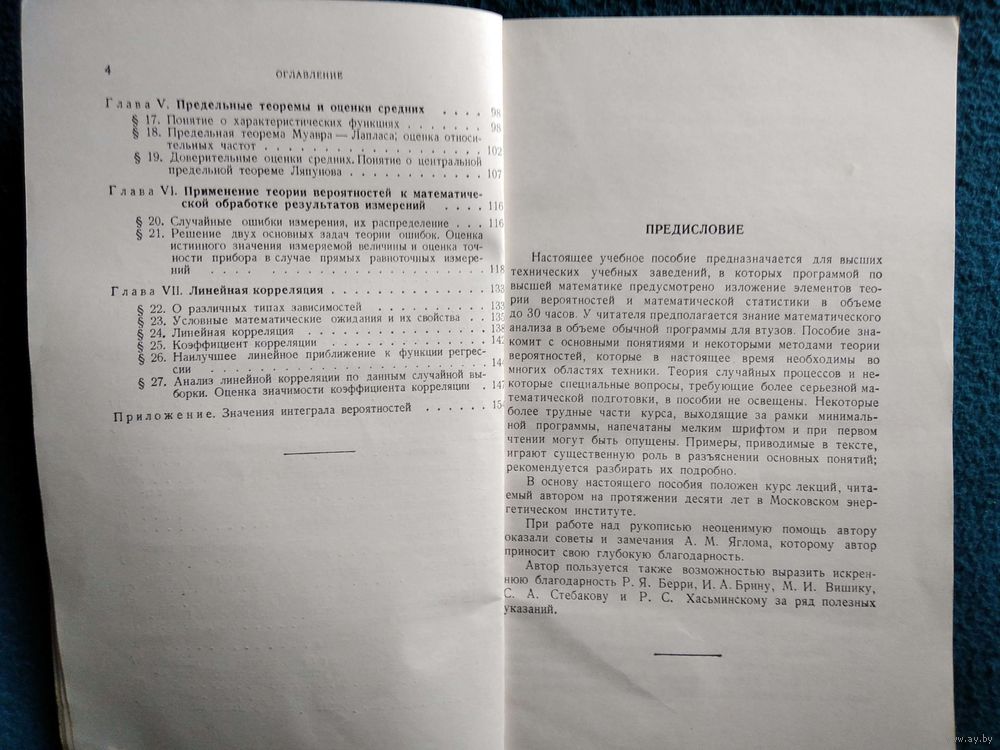 4
ОГЛАВЛЕНИЕ
Глава V. Предельные теоремы и оценки средних . . . . 98
§ 17. Понятие о характеристических функциях . . . . . . . 98
§ 18. Предельная теорема Муавра — Лапласа; оценка относи-
тельных частот . . . . . . . . . . . . . . . . . . 102
§ 19. Доверительные оценки средних. Понятие о центральной
предельной теореме Ляпунова . . . . . . . . . . . 107
Глава VI. Применение теории вероятностей к математиче-
ской обработке результатов измерений . . . . 116
§ 20. Случайные ошибки измерения, их распределение . . . 116
§ 21. Решение двух основных задач теории ошибок. Оценка
истинного значения измеряемой величины и оценка точ-
ности прибора в случае прямых равноточных измере-
ний . . . . . . . . . . . . . . . . . . . . . 118
Глава VII. Линейная корреляция . . . . . . . . . . . . . 133
§ 22. О различных типах зависимостей . . . . . . . . . 133
§ 23. Условные математические ожидания и их свойства . . 135
§ 24. Линейная корреляция . . . . . . . . . . . . . . 138
§ 25. Коэффициент корреляции . . . . . . . . . . . . 142
§ 26. Наилучшее линейное приближение к функции регрес-
сии . . . . . . . . . . . . . . . . . . . . . 144
§ 27. Анализ линейной корреляции по данным случайной вы-
борки. Оценка значимости коэффициента корреляции . 147
Приложение. Значения интеграла вероятностей . . . . . . 154
ПРЕДИСЛОВИЕ
Настоящее учебное пособие предназначается для высших
технических учебных заведений, в которых программой по
высшей математике предусмотрено изложение элементов тео-
рии вероятностей и математической статистики в объеме
до 30 часов. У читателя предполагается знание математического
анализа в объеме обычной программы для втузов. Пособие зна-
комит с основными понятиями и некоторыми методами теории
вероятностей, которые в настоящее время необходимы во
многих областях техники. Теория случайных процессов и не-
которые специальные вопросы, требующие более серьезной ма-
тематической подготовки, в пособии не освещены. Некоторые
более трудные части курса, выходящие за рамки минималь-
ной программы, напечатаны мелким шрифтом и при первом
чтении могут быть опущены. Примеры, приводимые в тексте,
играют существенную роль в разъяснении основных понятий;
рекомендуется разбирать их подробно.
В основу настоящего пособия положен курс лекций, чита-
емый автором на протяжении десяти лет в Московском энер-
гетическом институте.
При работе над рукописью неоценимую помощь автору
оказали советы и замечания А. М. Яглома, которому автор
приносит свою глубокую благодарность.
Автор пользуется также возможностью выразить искрен-
нюю благодарность Р. Я. Берри, И. А. Брину, М. И. Вишику,
С. А. Стебакову и Р. С. Хасьминскому за ряд полезных
указаний.
www.ay.by